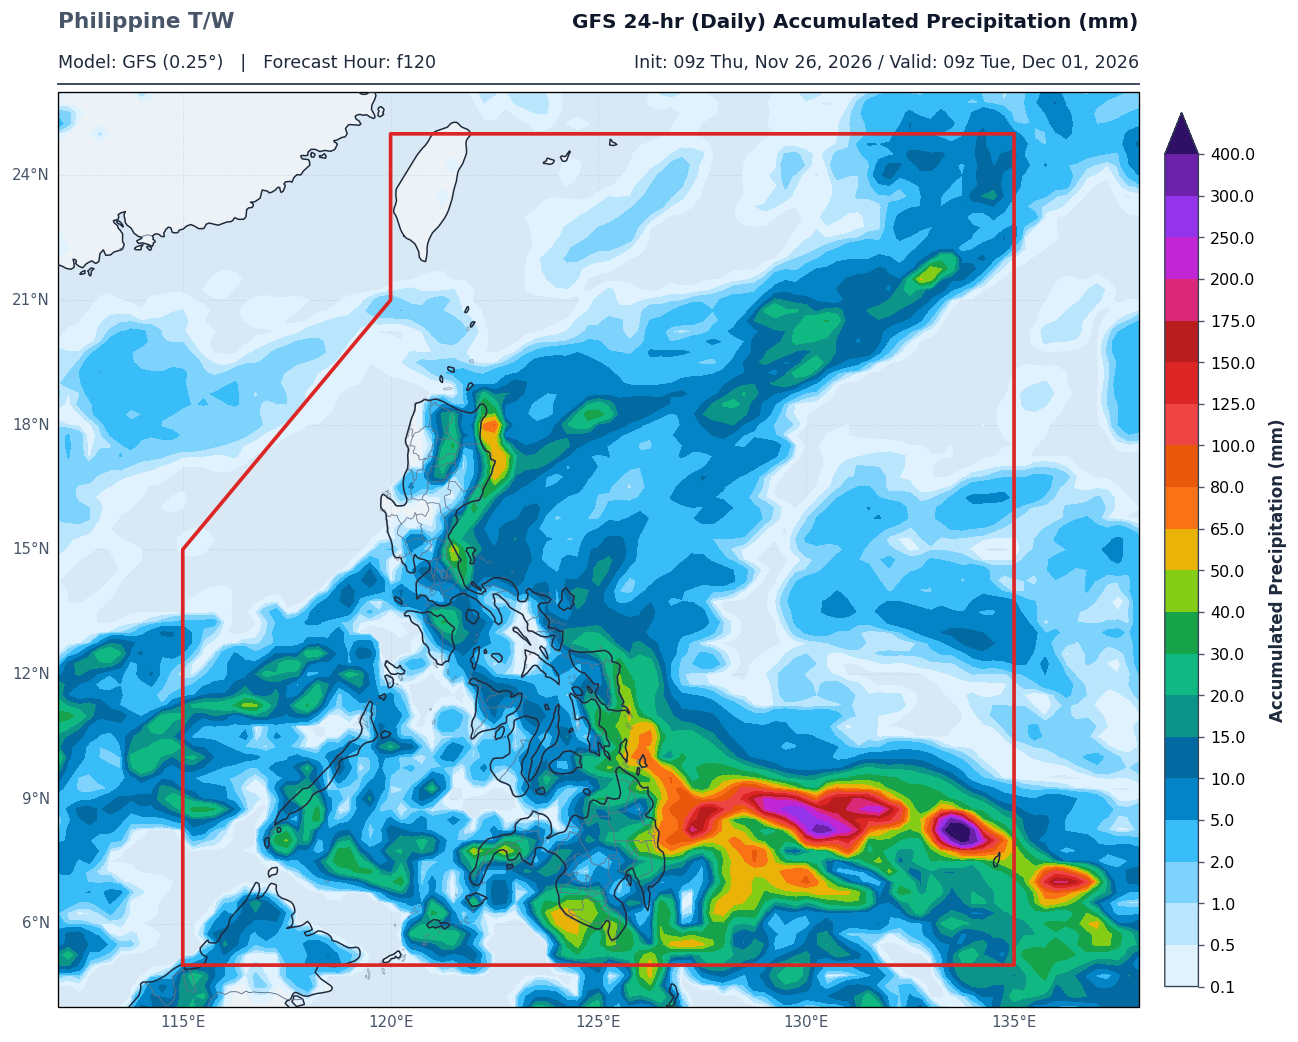 Philippine T/W
GFS 24-hr (Daily) Accumulated Precipitation (mm)
Model: GFS (0.25°) | Forecast Hour: f120
Init: 09z Thu, Nov 26, 2026 / Valid: 09z Tue, Dec 01, 2026
24°N
21°N
18°N
15°N
12°N
9°N
6°N
115°E
120°E
125°E
130°E
135°E
400.0
300.0
250.0
200.0
175.0
150.0
125.0
100.0
80.0
65.0
50.0
40.0
30.0
20.0
15.0
10.0
5.0
2.0
1.0
0.5
0.1
Accumulated Precipitation (mm)